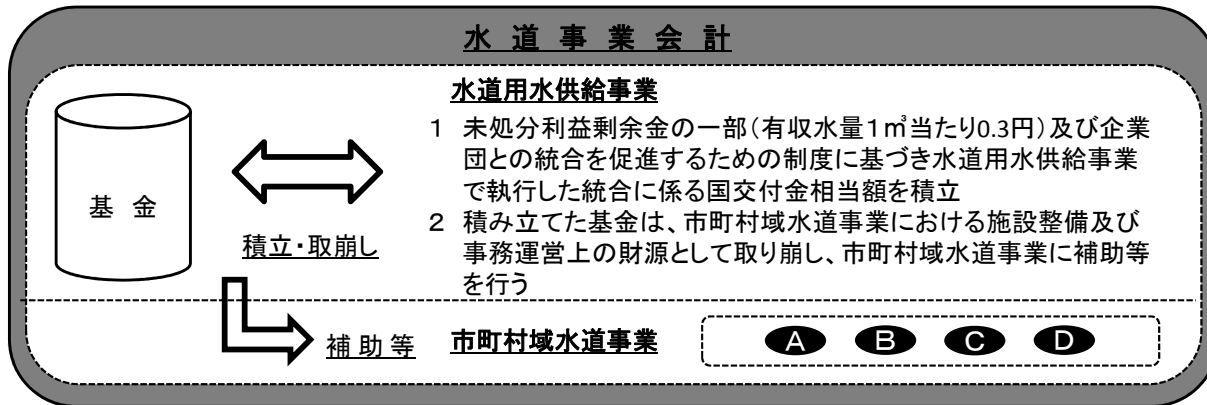 水道事業会計
水道用水供給事業
1 未処分利益剰余金の一部(有収水量1㎥当たり0.3円)及び企業
団との統合を促進するための制度に基づき水道用水供給事業
で執行した統合に係る国交付金相当額を積立
2 積み立てた基金は、市町村域水道事業における施設整備及び
事務運営上の財源として取り崩し、市町村域水道事業に補助等
を行う
基金
積立・取崩し
補助等
市町村域水道事業
A B C D